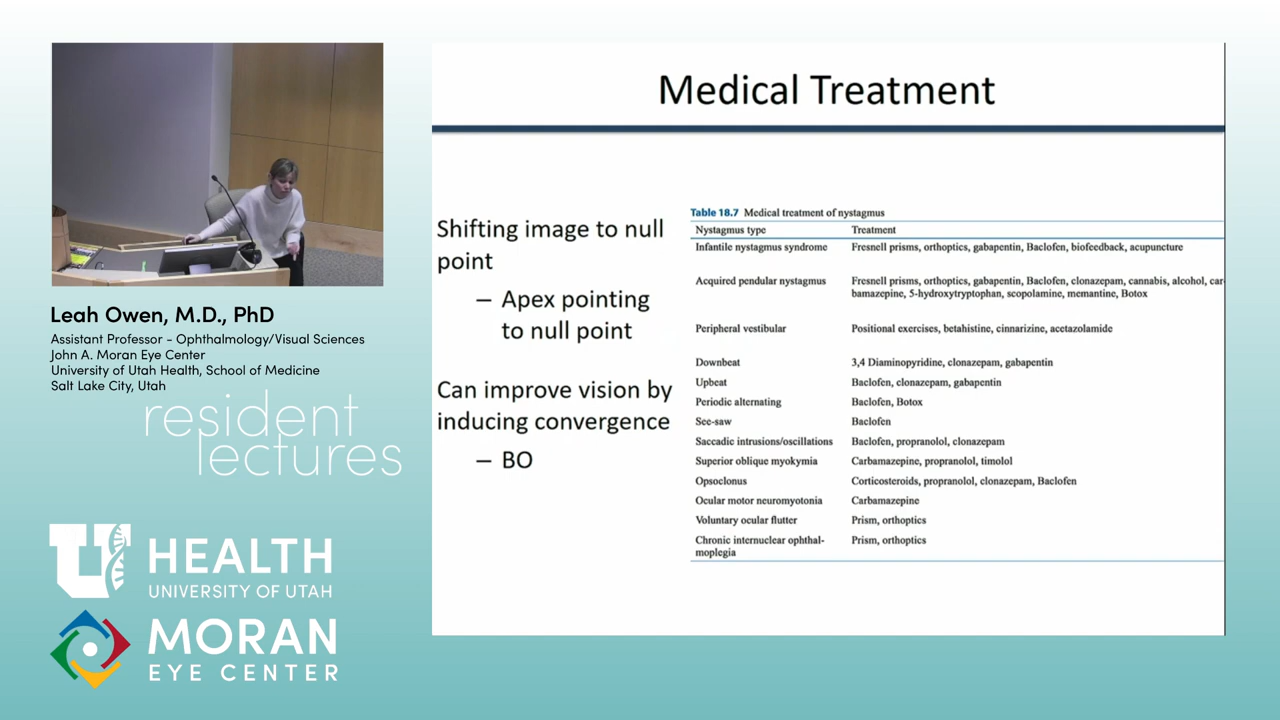 Medical Treatment
Shifting image to null
point
– Apex pointing
to null point
Can improve vision by
inducing convergence
– BO
Table 18.7 Medical treatment of nystagmus
Nystagmus type Treatment
Infantile nystagmus syndrome Fresnell prisms, orthoptics, gabapentin, Baclofen, biofeedback, acupuncture
Acquired pendular nystagmus Fresnell prisms, orthoptics, gabapentin, Baclofen, clonazepam, cannabis, alcohol, car-
bamazepine, 5-hydroxytryptophan, scopolamine, memantine, Botox
Peripheral vestibular Positional exercises, betahistine, cinnarizine, acetazolamide
Downbeat 3,4 Diaminopyridine, clonazepam, gabapentin
Upbeat Baclofen, clonazepam, gabapentin
Periodic alternating Baclofen, Botox
See-saw Baclofen
Saccadic intrusions/oscillations Baclofen, propranolol, clonazepam
Superior oblique myokymia Carbamazepine, propranolol, timolol
Opsoclonus Corticosteroids, propranolol, clonazepam, Baclofen
Ocular motor neuromyotonia Carbamazepine
Voluntary ocular flutter Prism, orthoptics
Chronic internuclear ophthal- Prism, orthoptics
moplegia
Leah Owen, M.D., PhD
Assistant Professor - Ophthalmology/Visual Sciences
John A. Moran Eye Center
University of Utah Health, School of Medicine
Salt Lake City, Utah
resident
lectures
U HEALTH
UNIVERSITY OF UTAH
MORAN
EYE CENTER